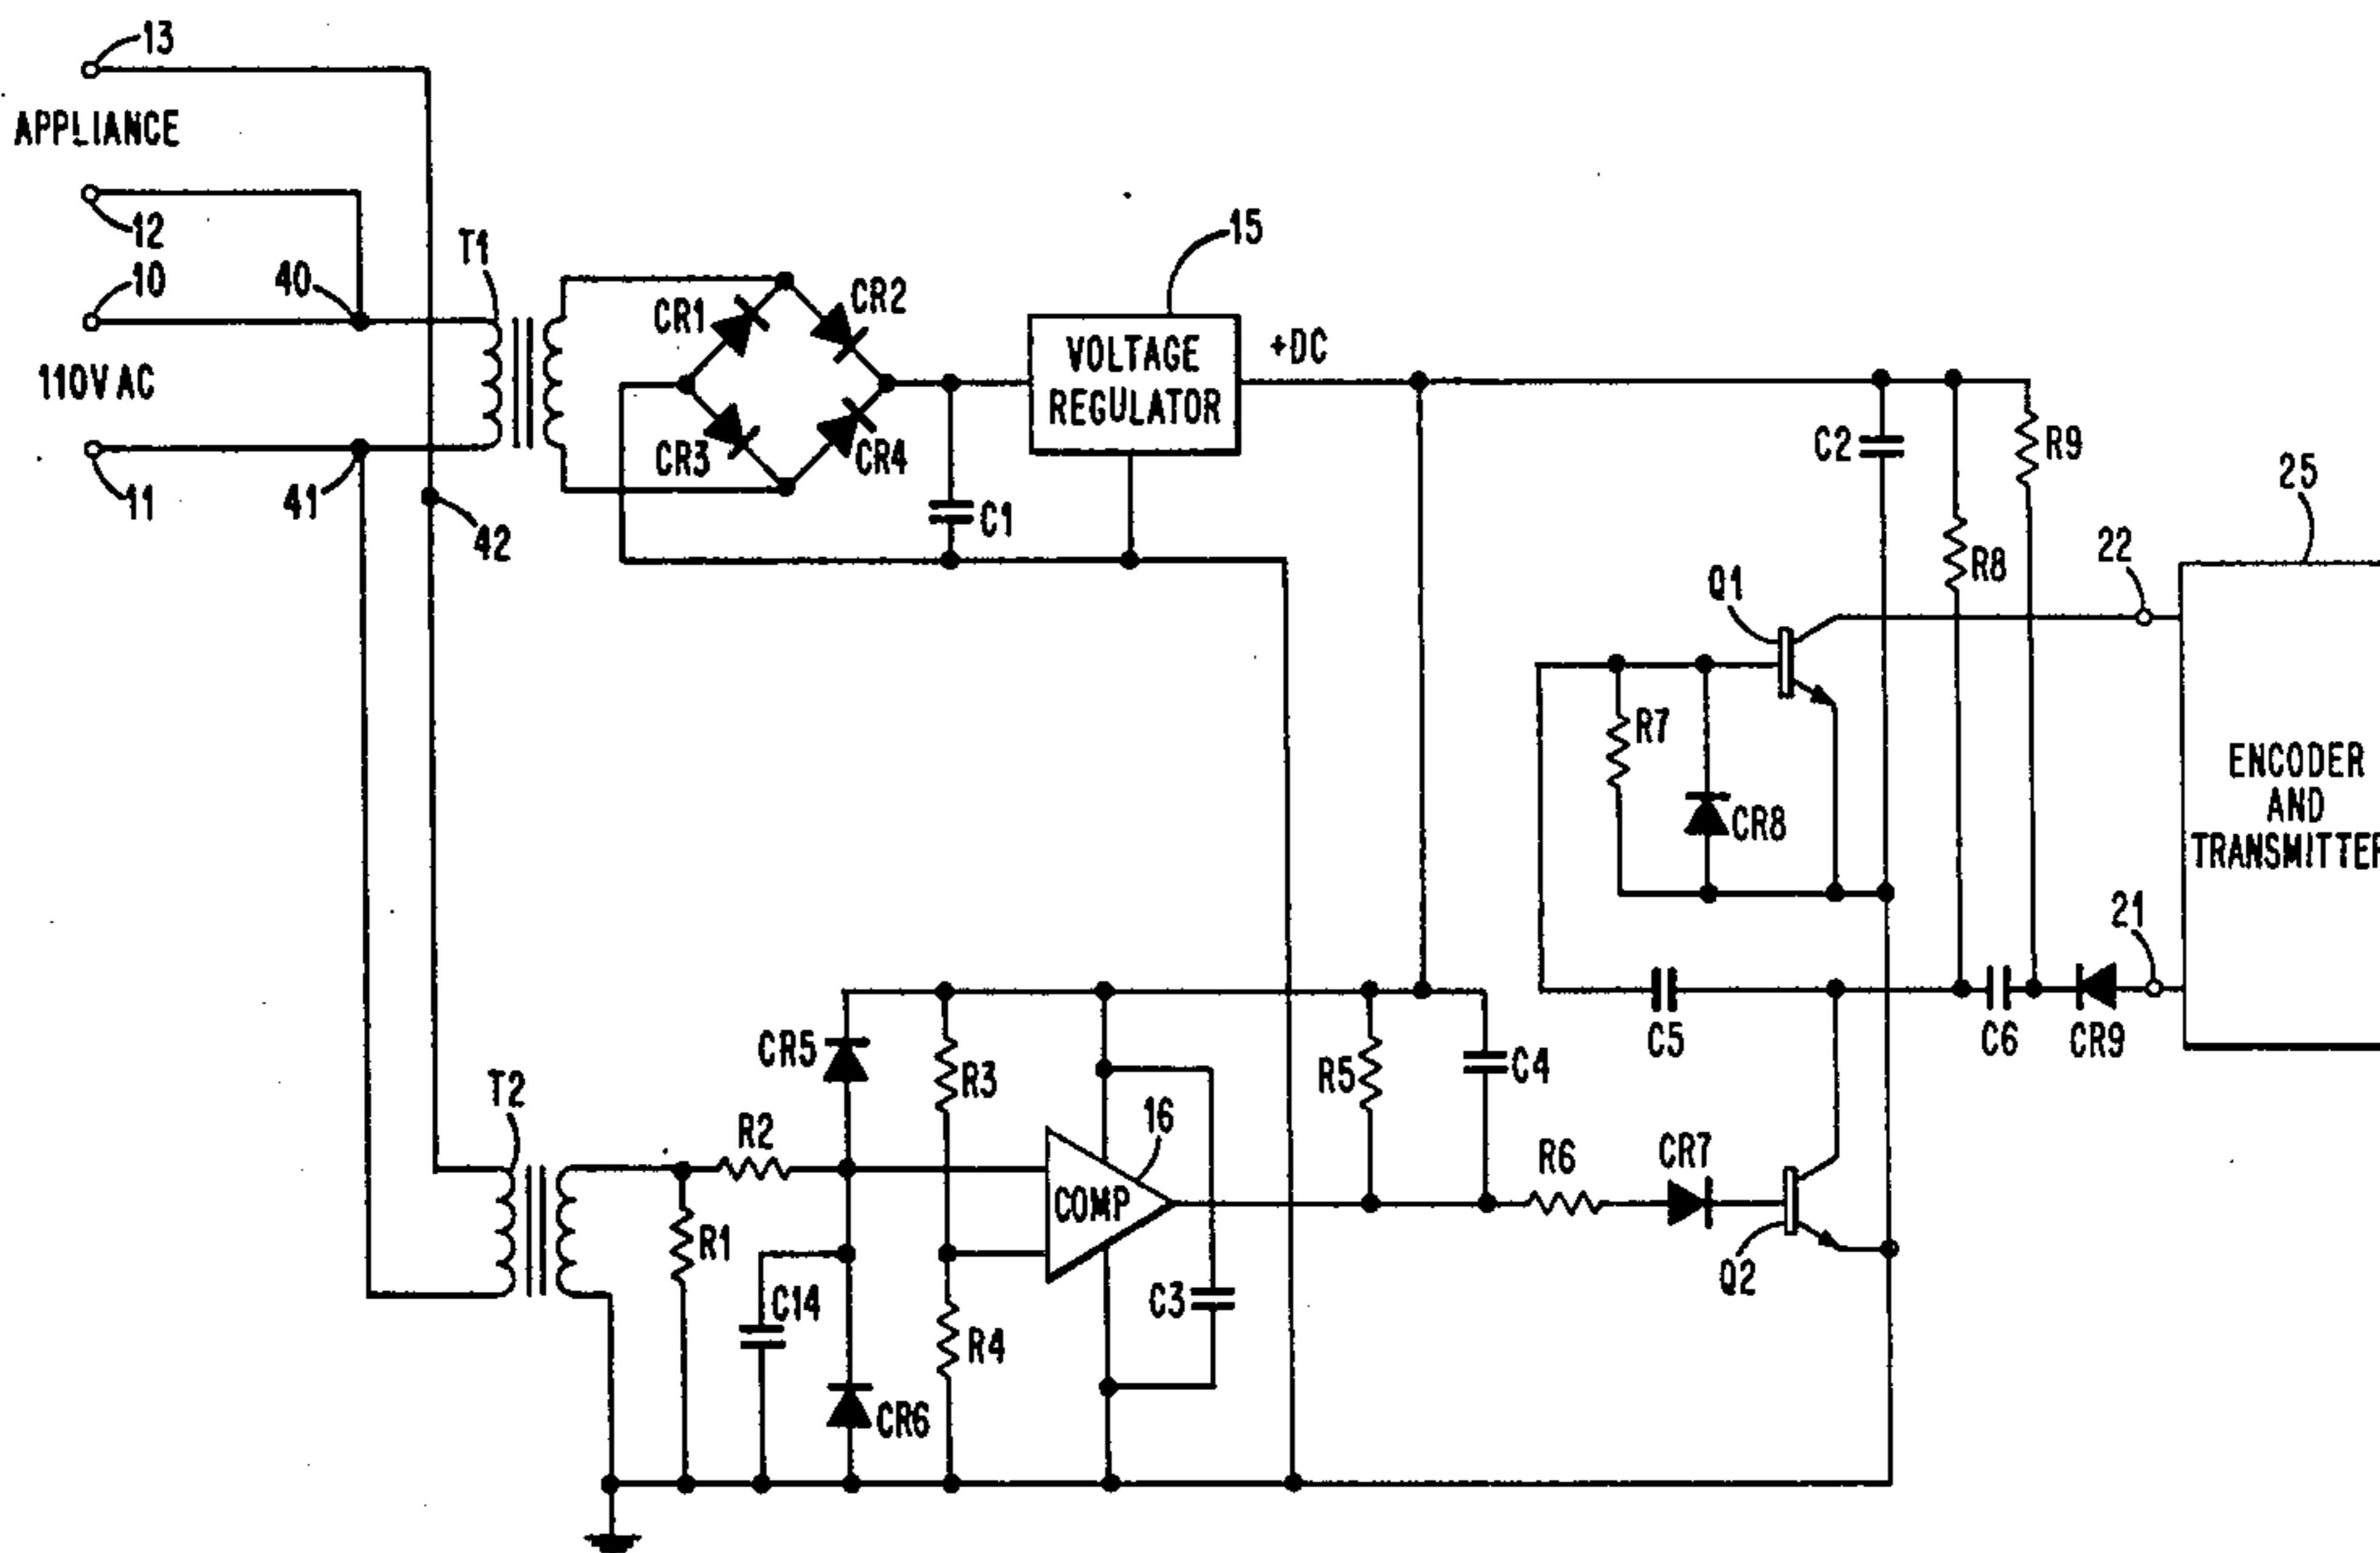 13
APPLIANCE
12
10
40
T1
110V AC
11
41
42
CR1
CR2
CR3
CR4
C1
15
VOLTAGE
REGULATOR
+DC
C2
R9
R8
25
22
Q1
R7
CR8
ENCODER
AND
TRANSMITTER
21
C5
C6
CR9
CR5
R3
R5
C4
T2
R2
16
COMP
R6
CR7
R1
C14
C3
Q2
R4
CR6